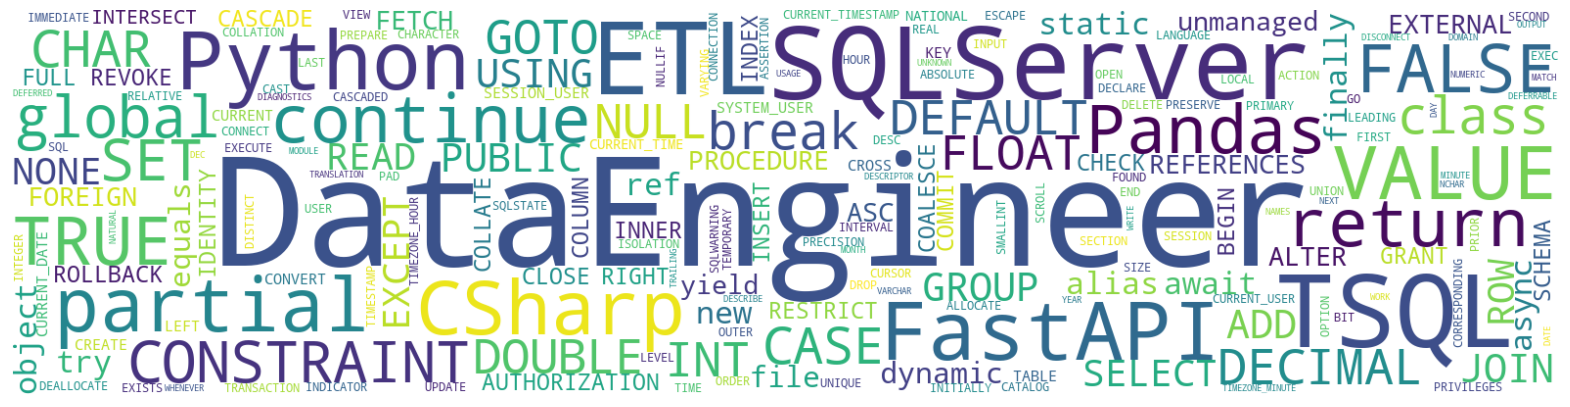 IMMEDIATE
INTERSECT
CASCADE
VIEW
FETCH
CURRENT_TIMESTAMP
NATIONAL
ESCAPE
static
unmanaged
EXTERNAL
SECOND
OUTPUT
COLLATION
PREPARE
CHARACTER
CHAR
Python
GOTO
ETL
SPACE
NULLIF
CONNECTION
INDEX
ASSERTION
SQLServer
REAL
KEY
INPUT
UNKNOWN
LANGUAGE
finally
DISCONNECT
DOMAIN
FALSE
EXEC
FULL
REVOKE
LAST
USING
VARYING
USAGE
HOUR
ABSOLUTE
OPEN
DECLARE
LOCAL
ACTION
NUMERIC
MATCH
DEFERRED
RELATIVE
CAST
DIAGNOSTICS
CASCADED
SESSION_USER
SYSTEM_USER
DELETE
PRESERVE
PRIMARY
GO
DAY
DEFERRABLE
global
CURRENT
CONNECT
continue
NULL
break
DEFAULT
Pandas
LEADING
FIRST
class
SQL
EXECUTE
MODULE
CURRENT_TIME
DESC
NONE
SET
DEC
READ
PUBLIC
PROCEDURE
CROSS
FLOAT
CHECK
REFERENCES
UNION
NEXT
VALUE
MINUTE
NCHAR
TRANSLATION
PAD
DESCRIPTOR
FOUND
FOREIGN
equals
IDENTITY
DISTINCT
DataEngineer
USER
EXCEPT
TIMEZONE_HOUR
COLLATE
SQLSTATE
COLUMN
ref
INNER
ISOLATION
SQLWARNING
TEMPORARY
INSERT
ASC
INTERVAL
COALESCE
COMMIT
END
SMALLINT
SCROLL
WRITE
NAMES
SECTION
SESSION
BEGIN
return
TRUE
NATURAL
PRECISION
MONTH
PRIOR
INTEGER
CURRENT_DATE
ROLLBACK
CONVERT
TIMESTAMP
CLOSE
RIGHT
TRAILING
yield
DESCRIBE
CURSOR
DROP
VARCHAR
GROUP
SIZE
YEAR
alias
await
ALTER
GRANT
SCHEMA
object
partial
CSharp
new
RESTRICT
ALLOCATE
FastAPI
CURRENT_USER
ADD
OPTION
TSQL
BIT
WORK
CORRESPONDING
ROW
async
LEFT
CREATE
try
OUTER
CONSTRAINT
DOUBLE
LEVEL
INT
CASE
DATE
DEALLOCATE
EXISTS
WHENEVER
TRANSACTION
INDICATOR
UPDATE
AUTHORIZATION
TIME
ORDER
file
UNIQUE
dynamic
INITIALLY
TABLE
CATALOG
SELECT
DECIMAL
TIMEZONE_MINUTE
JOIN
PRIVILEGES